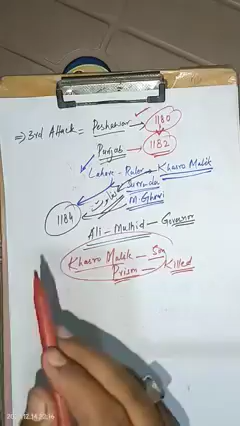 ⇒ 3rd Attack = Peshawar → 1180
Punjab → 1182
Lahore - Ruler → Khasro Malik
Surrender
1184 M. Ghori
Ali - Muthid - Governor
Khasro Malik - Son
Prison - Killed